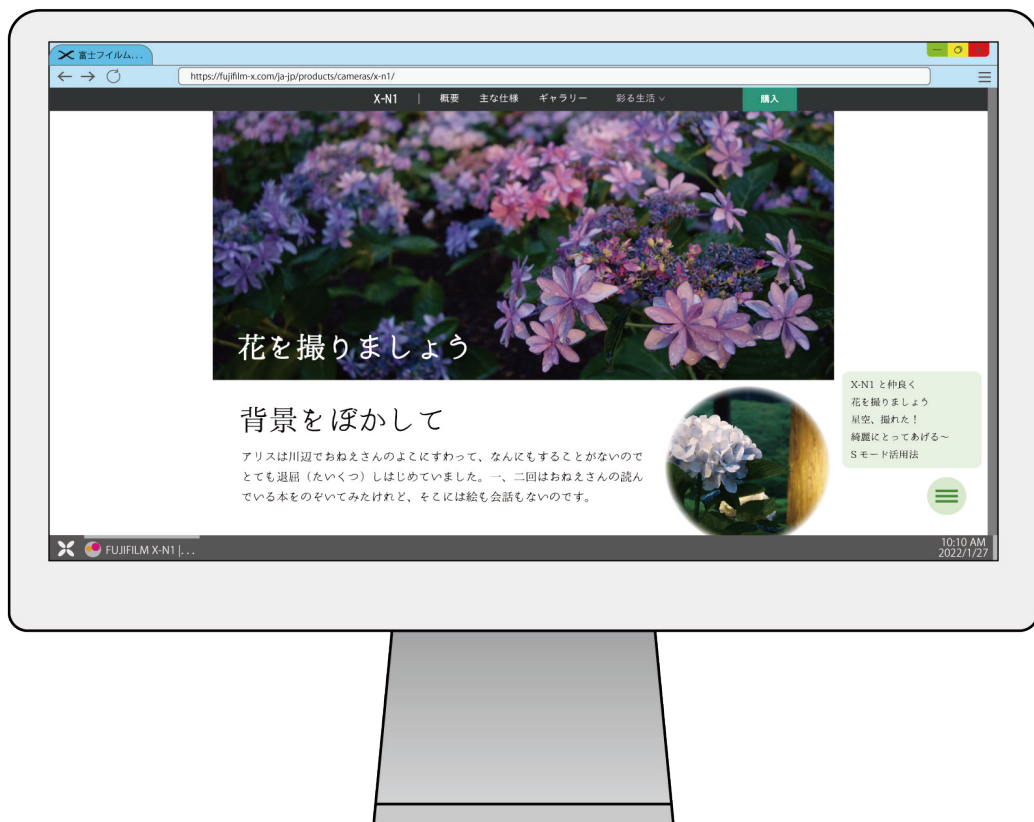 富士フイルム...
https://fujifilm-x.com/ja-jp/products/cameras/x-n1/
X-N1 | 概要 主な仕様 ギャラリー 彩る生活 購入
花を撮りましょう
背景をぼかして
アリスは川辺でおねえさんのよこにすわって、なんにもすることがないので
とても退屈（たいくつ）しはじめていました。一、二回はおねえさんの読ん
でいる本をのぞいてみたけれど、そこには絵も会話もないのです。
X-N1 と仲良く
花を撮りましょう
星空、撮れた！
綺麗にとってあげる～
S モード活用法
FUJIFILM X-N1 |. . .
10:10 AM
2022/1/27